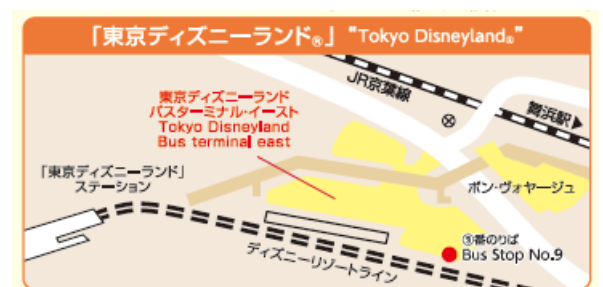 「東京ディズニーランド®」 "Tokyo Disneyland®"
東京ディズニーランド
バスターミナル・イースト
Tokyo Disneyland
Bus terminal east
JR京葉線
舞浜駅▶
「東京ディズニーランド」
ステーション
ボン・ヴォヤージュ
ディズニーリゾートライン
⑨番のりば
Bus Stop No.9